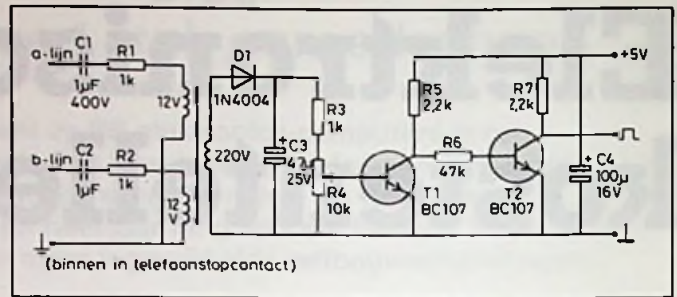 a-lijn
C1
1µF
400V
R1
1k
12V
b-lijn
C2
1µF
R2
1k
12
V
(binnen in telefoonstopcontact)
220V
D1
1N4004
C3
25V
R3
1k
R4
10k
R5
2,2k
T1
BC107
R6
47k
R7
2,2k
T2
BC107
C4
100µ
16V
+5V